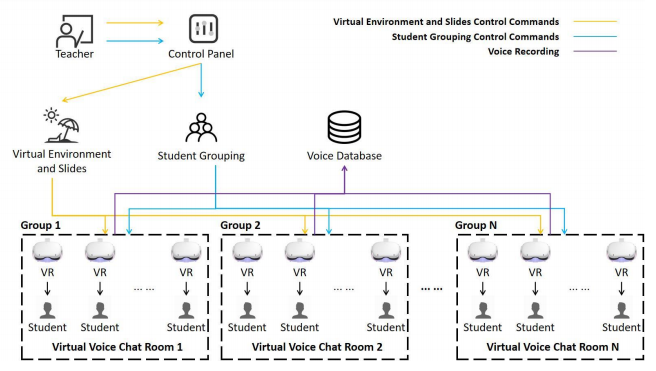 Virtual Environment and Slides Control Commands
Student Grouping Control Commands
Voice Recording
Teacher
Control Panel
Virtual Environment
and Slides
Student Grouping
Voice Database
Group 1
Group 2
Group N
VR VR VR
VR VR VR
VR VR VR
... ...
... ...
... ...
... ...
Student Student Student
Student Student Student
Student Student Student
Virtual Voice Chat Room 1
Virtual Voice Chat Room 2
Virtual Voice Chat Room N